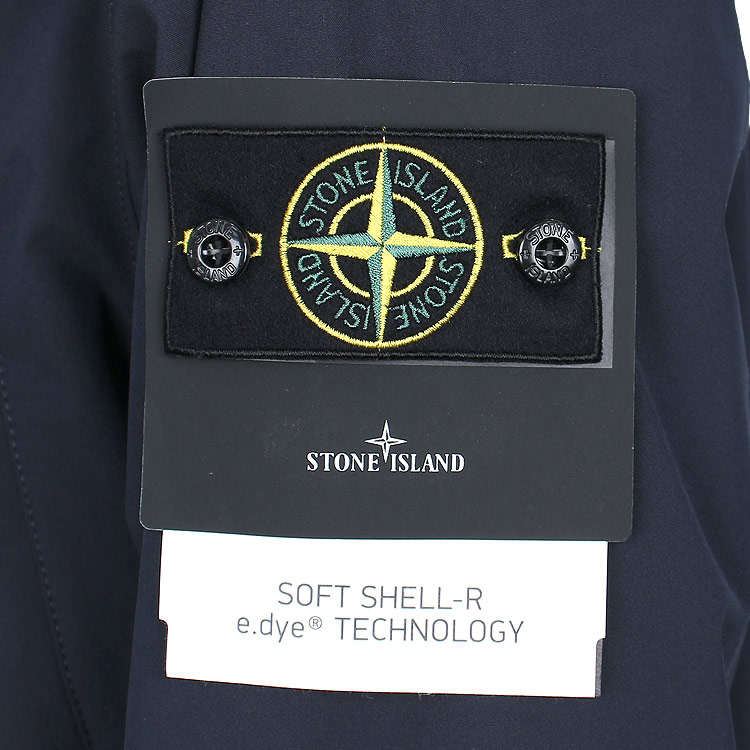 STONE ISLAND
STONE ISLAND
STONE
ISLAND
STONE
ISLAND
STONE ISLAND
SOFT SHELL-R
e.dye® TECHNOLOGY